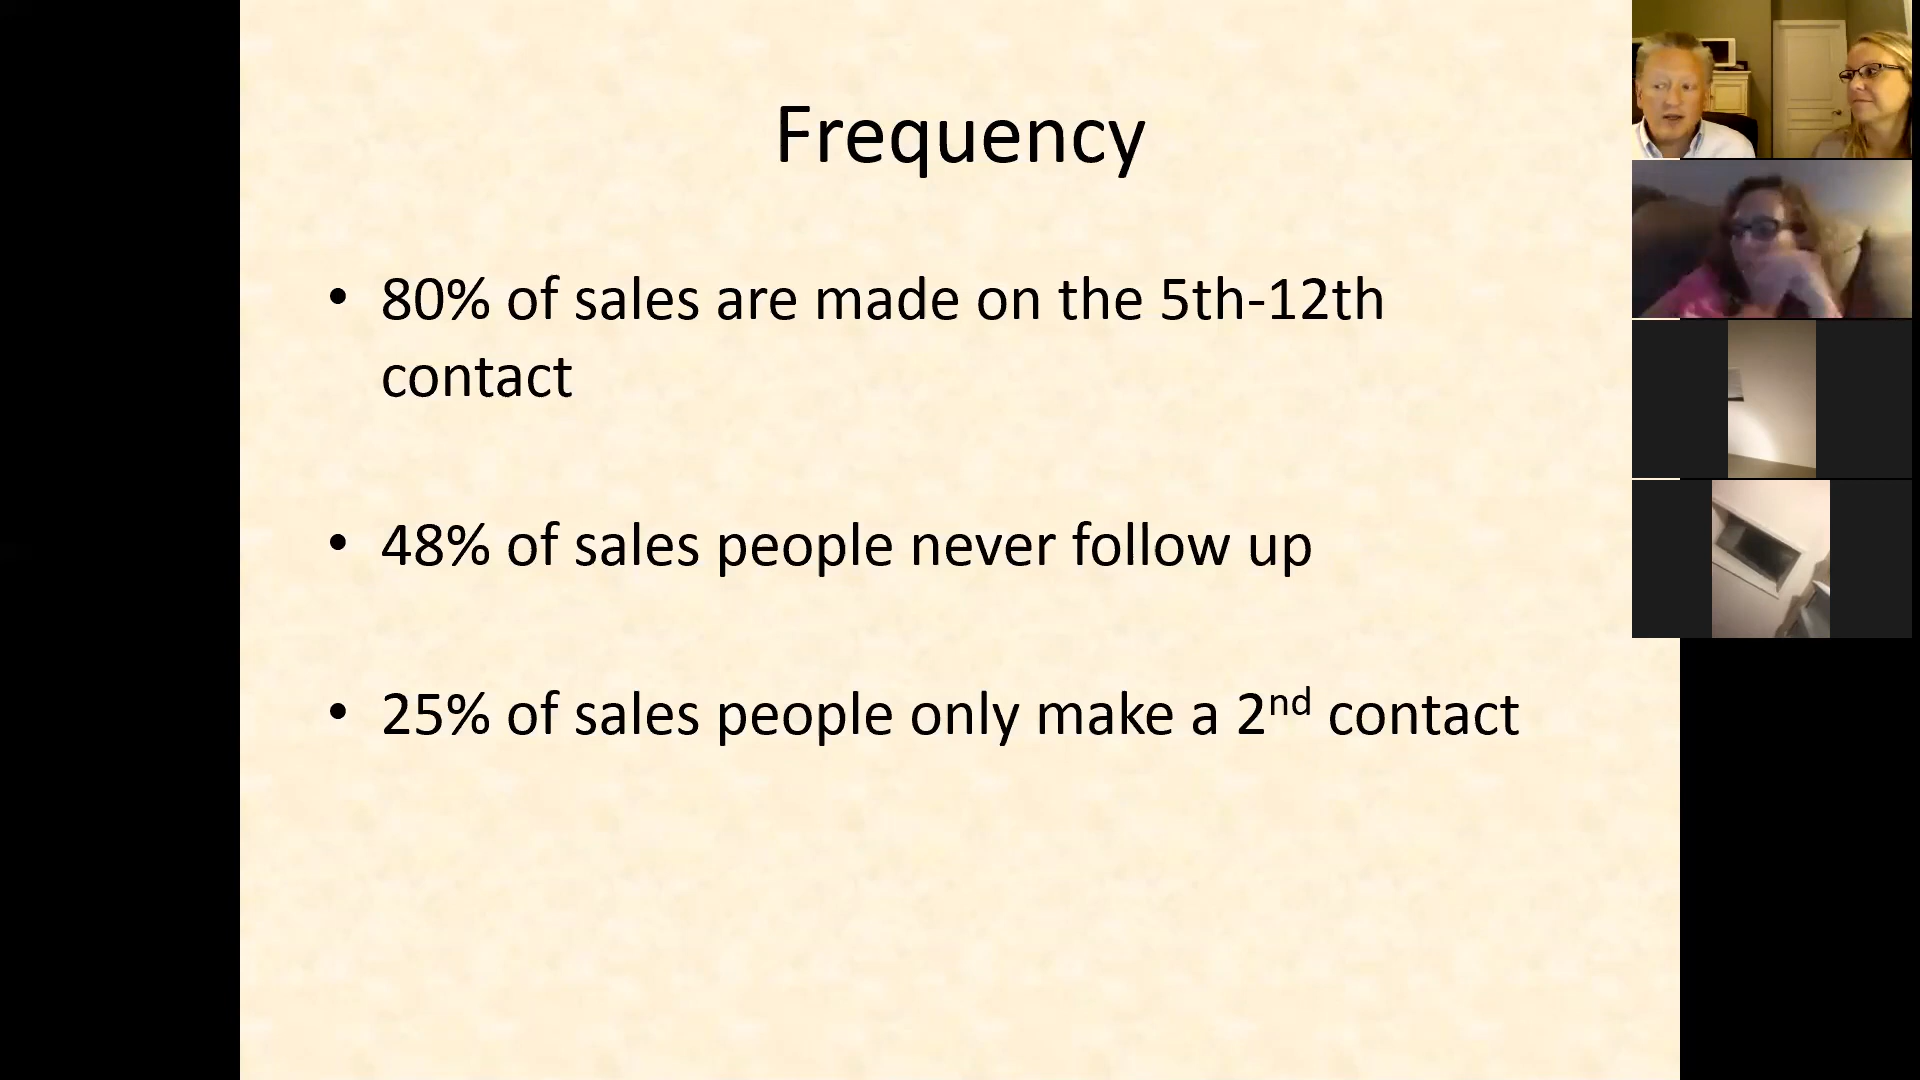 Frequency
• 80% of sales are made on the 5th-12th
contact
• 48% of sales people never follow up
• 25% of sales people only make a 2nd contact